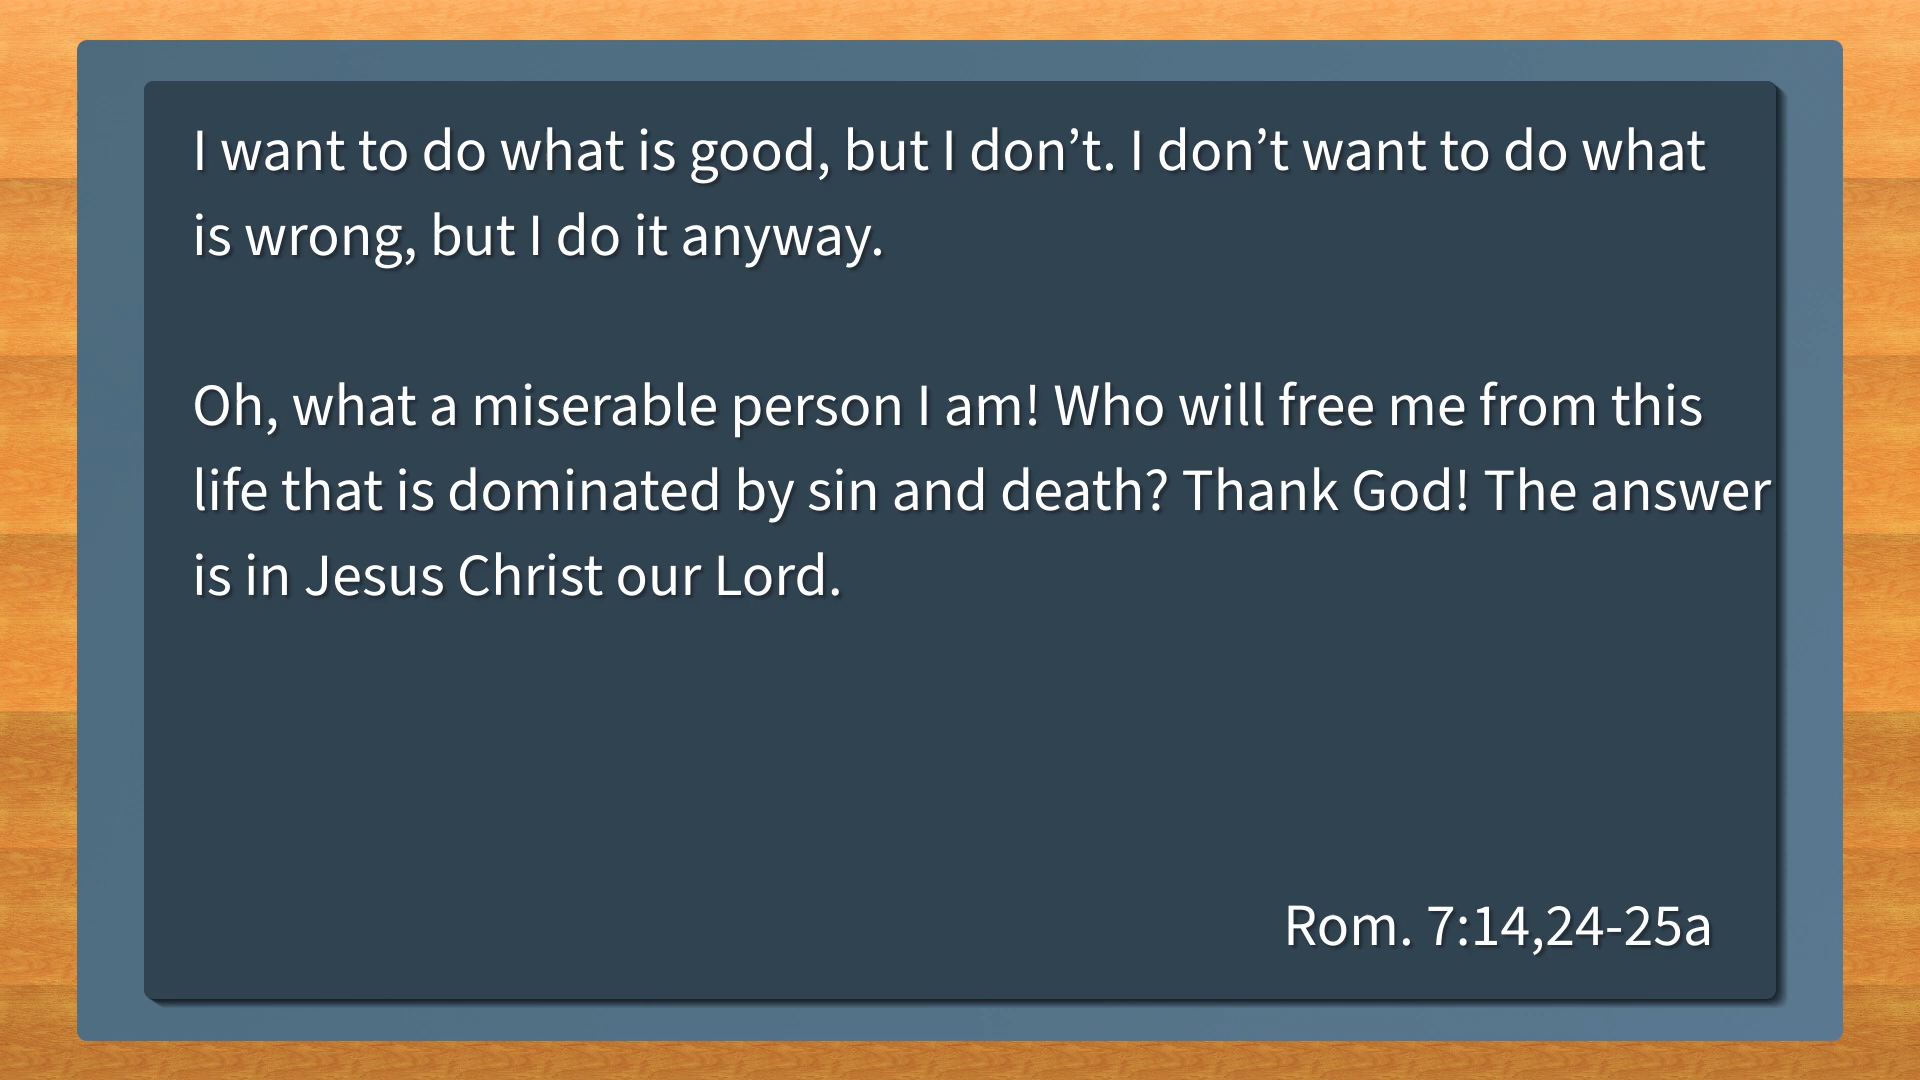 I want to do what is good, but I don’t. I don’t want to do what
is wrong, but I do it anyway.
Oh, what a miserable person I am! Who will free me from this
life that is dominated by sin and death? Thank God! The answer
is in Jesus Christ our Lord.
Rom. 7:14,24-25a